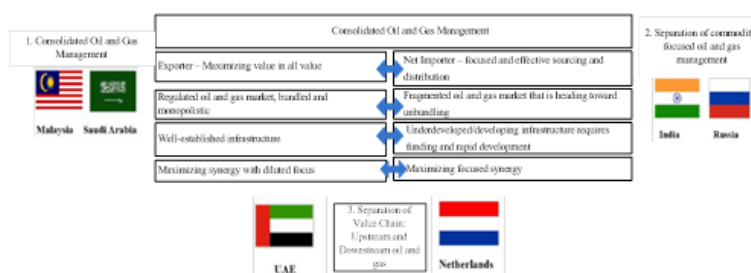 Consolidated Oil and Gas Management
1. Consolidated Oil and Gas
Management
Malaysia
Saudi Arabia
Exporter – Maximizing value in all value
Net Importer – focused and effective sourcing and
distribution
Regulated oil and gas market, bundled and
monopolistic
Fragmented oil and gas market that is heading toward
unbundling
Well-established infrastructure
Underdeveloped/developing infrastructure requires
funding and rapid development
Maximizing synergy with diluted focus
Maximizing focused synergy
2. Separation of commodity
focused oil and gas
management
India
Russia
UAE
3. Separation of
Value Chain:
Upstream and
Downstream oil and
gas
Netherlands